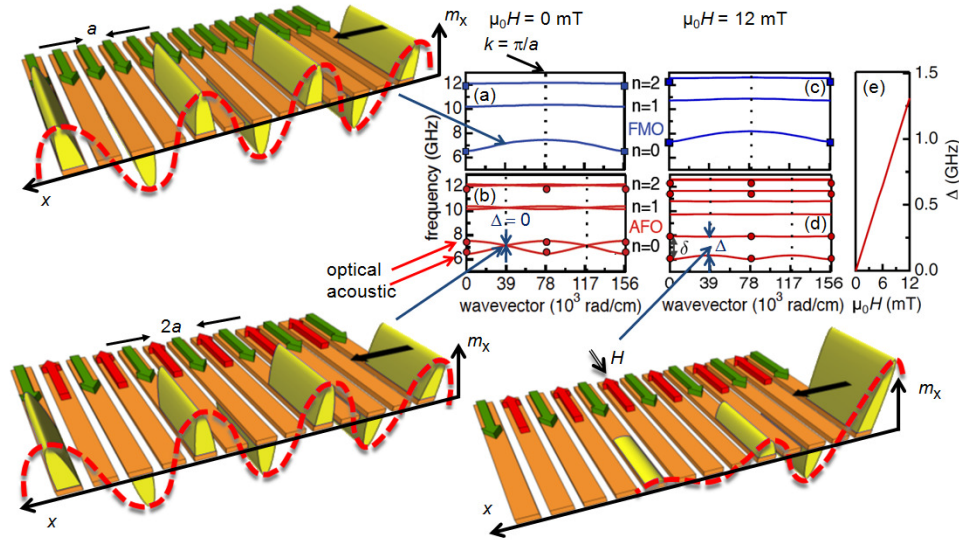 a
mx
x
μ0H = 0 mT
μ0H = 12 mT
k = π/a
frequency (GHz)
12
10
8
6
(a)
n=2
n=1
FMO
n=0
(c)
(e)
1.5
1.0
0.5
0.0
Δ (GHz)
0 3 6 9 12
μ0H (mT)
12
10
8
6
(b)
Δ = 0
n=2
n=1
AFO
n=0
(d)
δ
Δ
optical
acoustic
0 39 78 117 156
wavevector (10³ rad/cm)
0 39 78 117 156
wavevector (10³ rad/cm)
2a
mx
x
H
mx
x